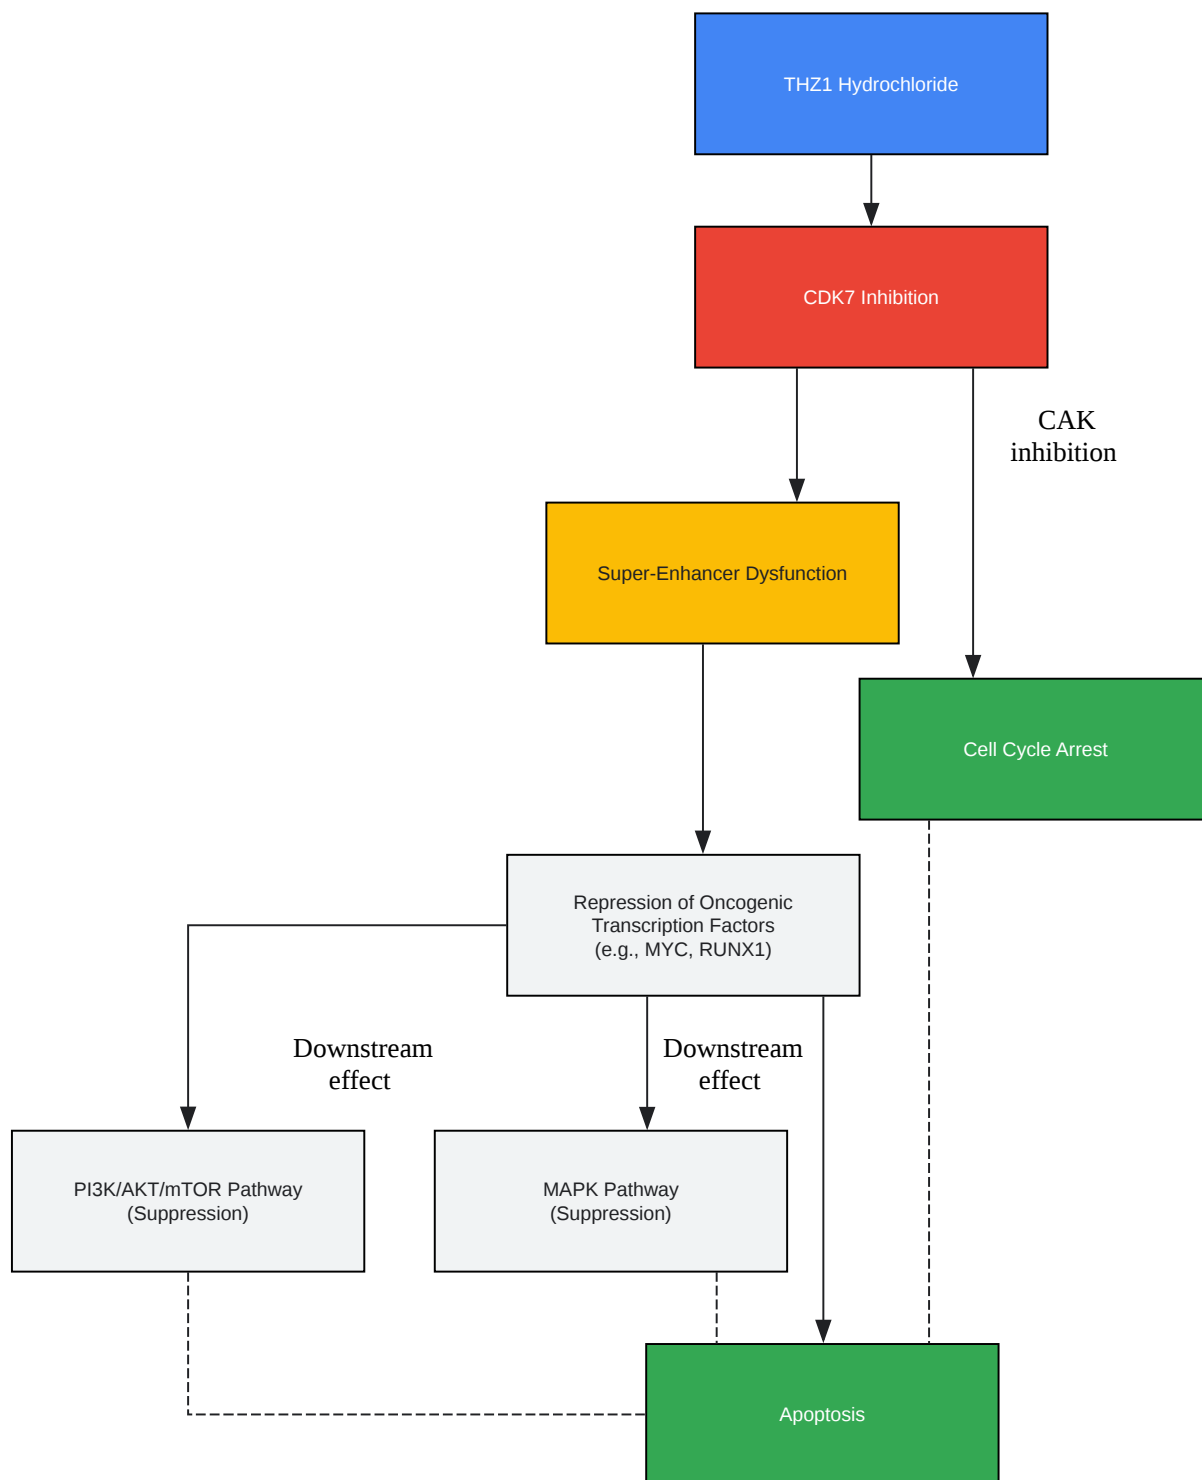 THZ1 Hydrochloride
CDK7 Inhibition
CAK
inhibition
Super-Enhancer Dysfunction
Cell Cycle Arrest
Repression of Oncogenic
Transcription Factors
(e.g., MYC, RUNX1)
Downstream
effect
Downstream
effect
PI3K/AKT/mTOR Pathway
(Suppression)
MAPK Pathway
(Suppression)
Apoptosis